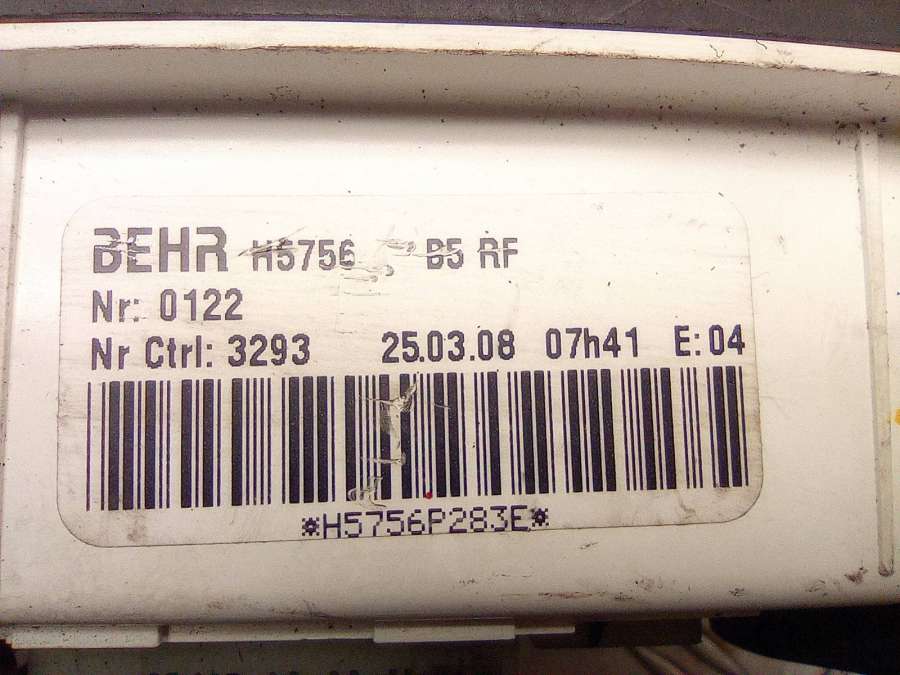 BEHR H5756 B5 RF
Nr: 0122
Nr Ctrl: 3293 25.03.08 07h41 E: 04
*H5756P283E*